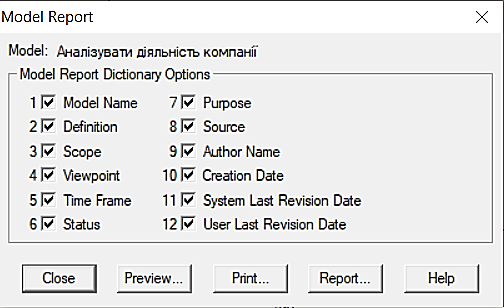 Model Report
Model: Аналізувати діяльність компанії
Model Report Dictionary Options
1 Model Name
2 Definition
3 Scope
4 Viewpoint
5 Time Frame
6 Status
7 Purpose
8 Source
9 Author Name
10 Creation Date
11 System Last Revision Date
12 User Last Revision Date
Close
Preview...
Print...
Report...
Help